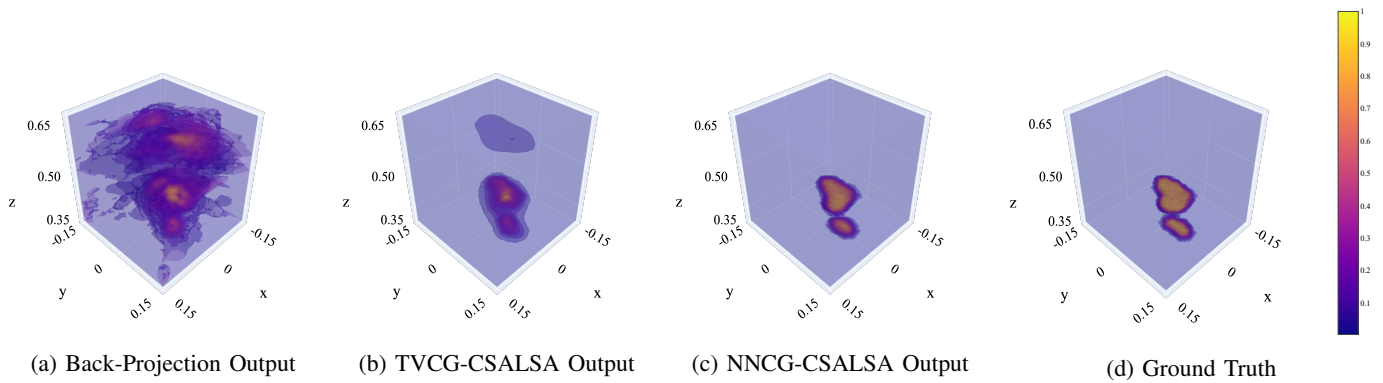 0.65
0.50
z
0.35
-0.15
0
y
0.15
0.15
0
x
-0.15
(a) Back-Projection Output
0.65
0.50
z
0.35
-0.15
0
y
0.15
0.15
0
x
-0.15
(b) TVCG-CSALSA Output
0.65
0.50
z
0.35
-0.15
0
y
0.15
0.15
0
x
-0.15
(c) NNCG-CSALSA Output
0.65
0.50
z
0.35
-0.15
0
y
0.15
0.15
0
x
-0.15
(d) Ground Truth
1
0.9
0.8
0.7
0.6
0.5
0.4
0.3
0.2
0.1